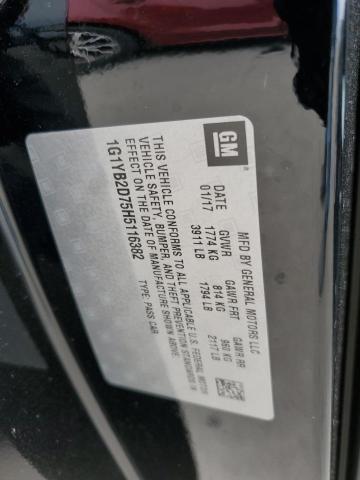 GM
MFD BY GENERAL MOTORS LLC
DATE GVWR GAWR FRT GAWR RR
01/17 1774 KG 814 KG 960 KG
3911 LB 1794 LB 2117 LB
THIS VEHICLE CONFORMS TO ALL APPLICABLE U.S. FEDERAL MOTOR
VEHICLE SAFETY, BUMPER, AND THEFT PREVENTION STANDARDS IN
EFFECT ON THE DATE OF MANUFACTURE SHOWN ABOVE.
1G1YB2D75H5116362 TYPE: PASS CAR